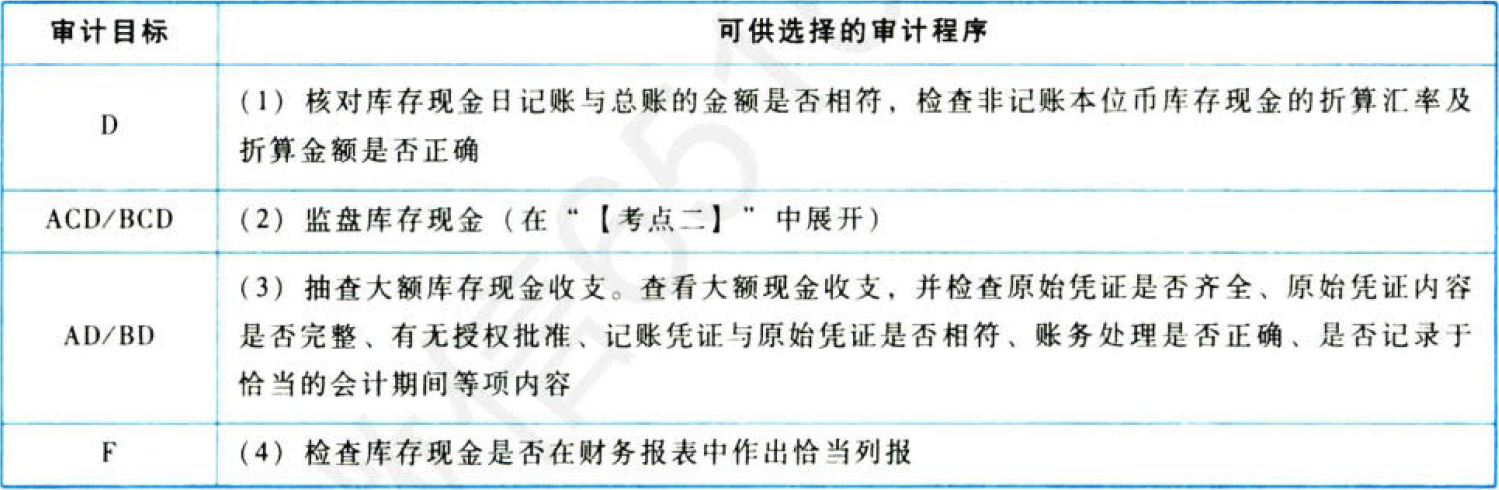 审计目标
可供选择的审计程序
D
(1) 核对库存现金日记账与总账的金额是否相符，检查非记账本位币库存现金的折算汇率及
折算金额是否正确
ACD/BCD
(2) 监盘库存现金（在“【考点二】”中展开）
AD/BD
(3) 抽查大额库存现金收支。查看大额现金收支，并检查原始凭证是否齐全、原始凭证内容
是否完整、有无授权批准、记账凭证与原始凭证是否相符、账务处理是否正确、是否记录于
恰当的会计期间等项内容
F
(4) 检查库存现金是否在财务报表中作出恰当列报